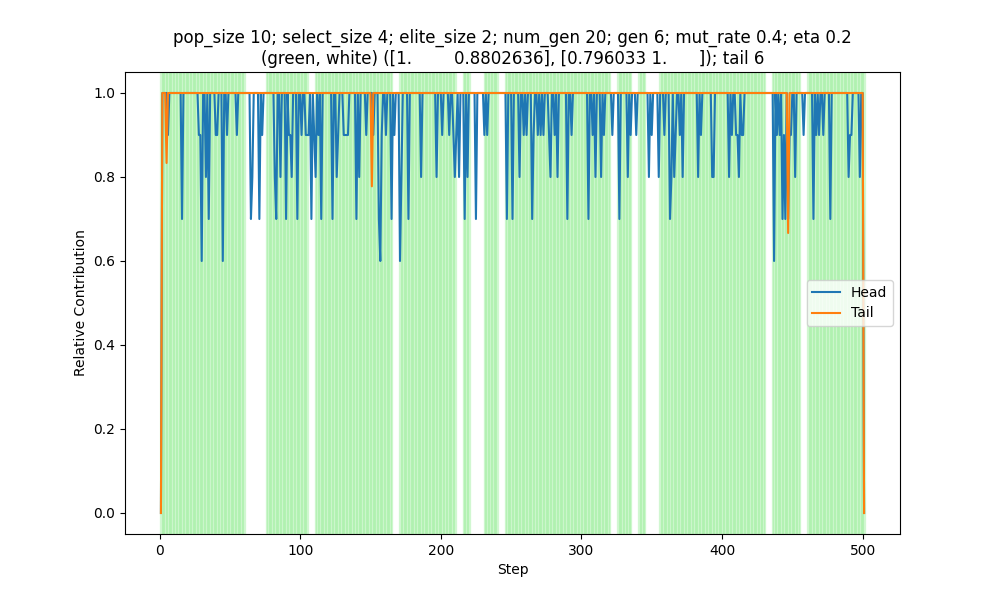 pop_size 10; select_size 4; elite_size 2; num_gen 20; gen 6; mut_rate 0.4; eta 0.2
(green, white) ([1.        0.8802636], [0.796033 1.      ]); tail 6
1.0
0.8
0.6
0.4
0.2
0.0
Relative Contribution
Head
Tail
0
100
200
300
400
500
Step